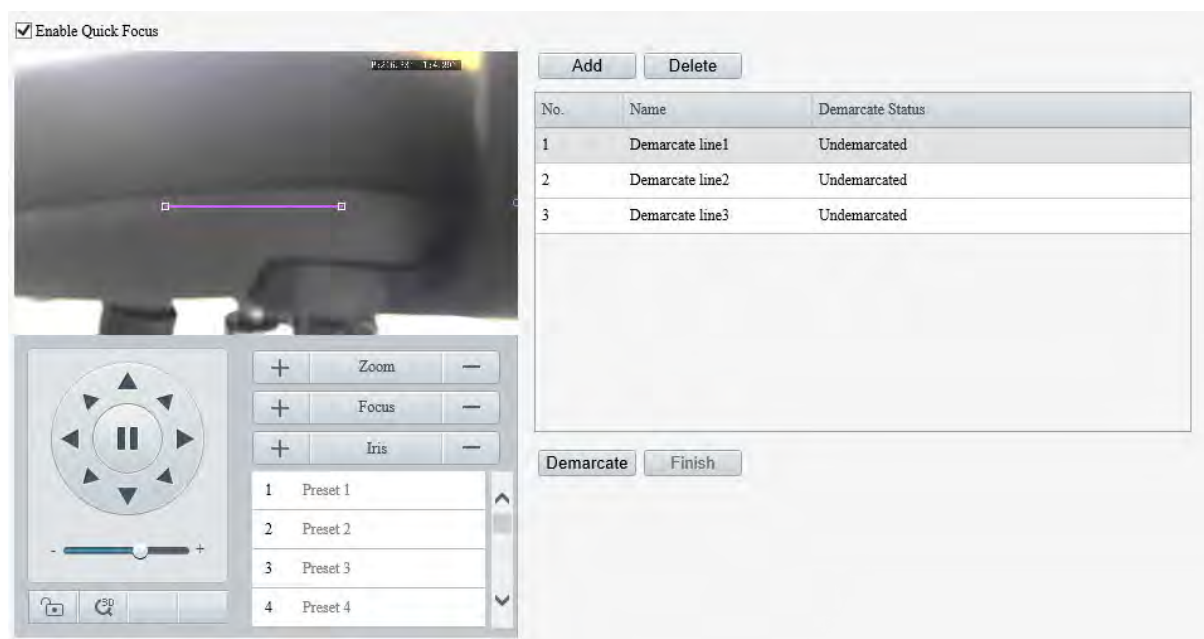 Enable Quick Focus
Add Delete
No. Name Demarcate Status
1 Demarcate line1 Undemarcated
2 Demarcate line2 Undemarcated
3 Demarcate line3 Undemarcated
+ Zoom —
+ Focus —
+ Iris —
1 Preset 1
2 Preset 2
3 Preset 3
4 Preset 4
- +
3D
Demarcate Finish